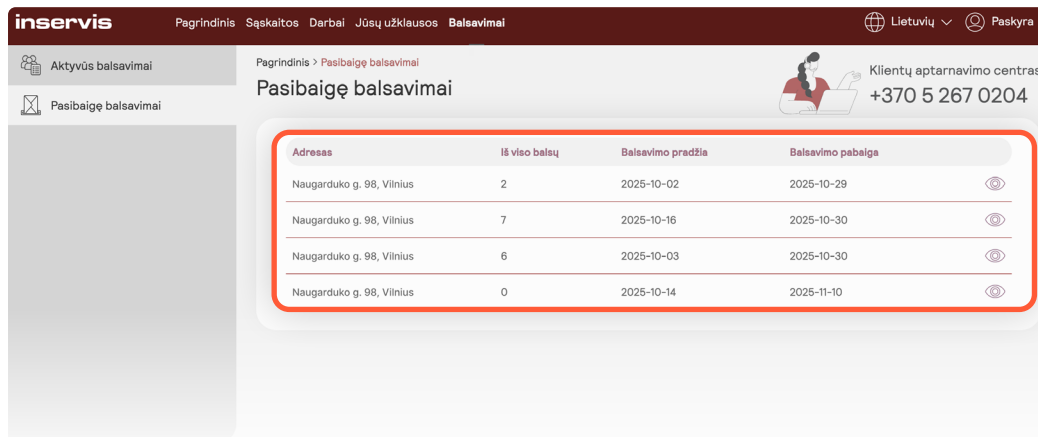 inservis
Pagrindinis Sąskaitos Darbai Jūsų užklausos Balsavimai
Lietuvių
Paskyra
Aktyvūs balsavimai
Pasibaigę balsavimai
Pagrindinis > Pasibaigę balsavimai
Pasibaigę balsavimai
Klientų aptarnavimo centras
+370 5 267 0204
Adresas Iš viso balsų Balsavimo pradžia Balsavimo pabaiga
Naugarduko g. 98, Vilnius 2 2025-10-02 2025-10-29
Naugarduko g. 98, Vilnius 7 2025-10-16 2025-10-30
Naugarduko g. 98, Vilnius 6 2025-10-03 2025-10-30
Naugarduko g. 98, Vilnius 0 2025-10-14 2025-11-10